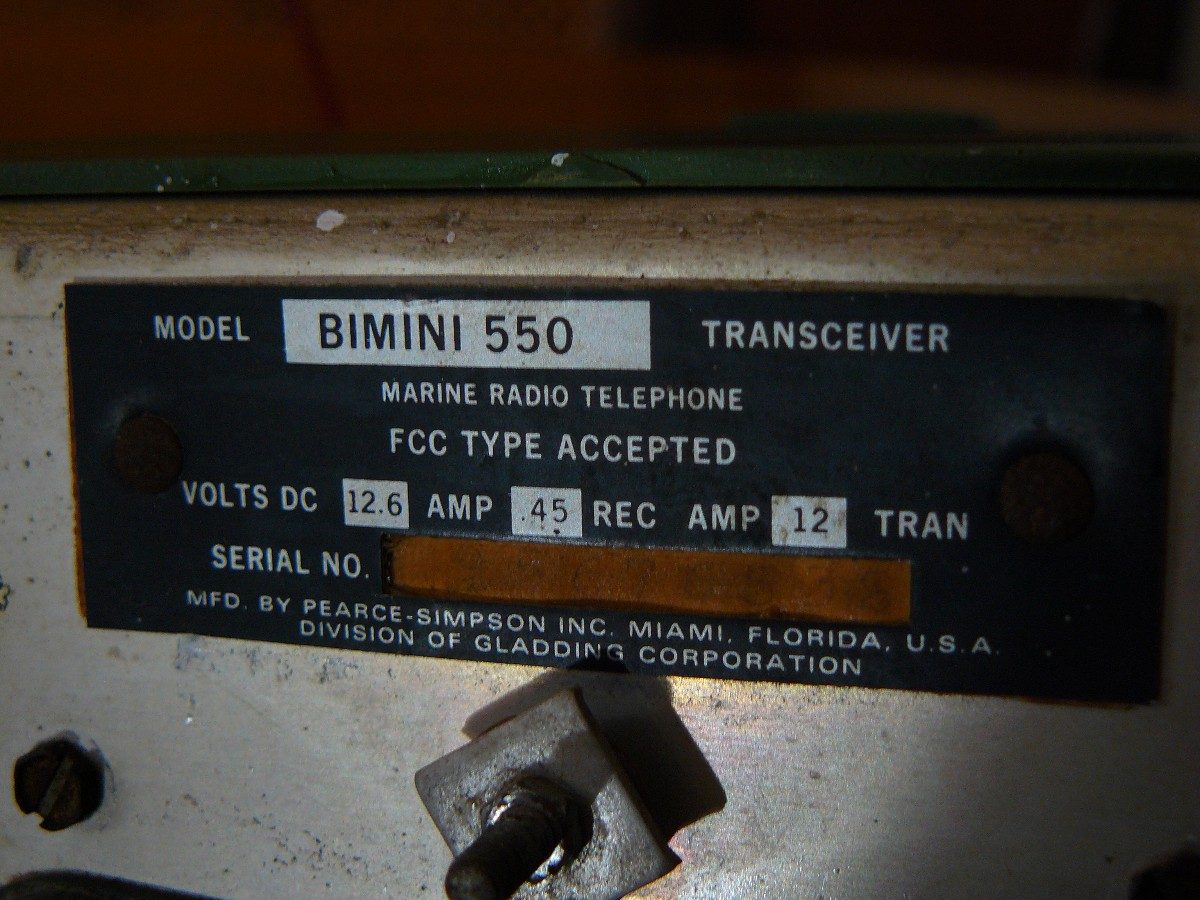 MODEL BIMINI 550 TRANSCEIVER
MARINE RADIO TELEPHONE
FCC TYPE ACCEPTED
VOLTS DC 12.6 AMP .45 REC AMP 12 TRAN
SERIAL NO.
MFD. BY PEARCE-SIMPSON INC. MIAMI, FLORIDA, U.S.A.
DIVISION OF GLADDING CORPORATION